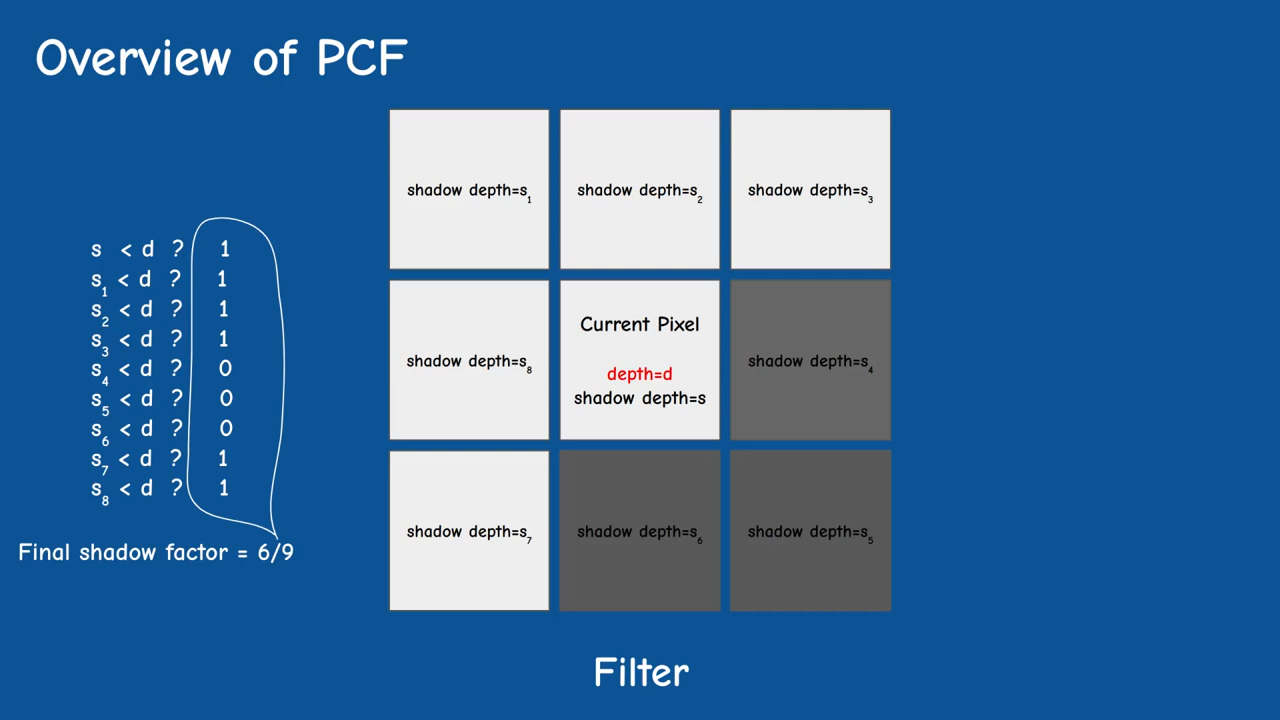 Overview of PCF
s < d ? 1
s₁ < d ? 1
s₂ < d ? 1
s₃ < d ? 1
s₄ < d ? 0
s₅ < d ? 0
s₆ < d ? 0
s₇ < d ? 1
s₈ < d ? 1
Final shadow factor = 6/9
shadow depth=s₁
shadow depth=s₂
shadow depth=s₃
shadow depth=s₈
Current Pixel
depth=d
shadow depth=s
shadow depth=s₄
shadow depth=s₇
shadow depth=s₆
shadow depth=s₅
Filter